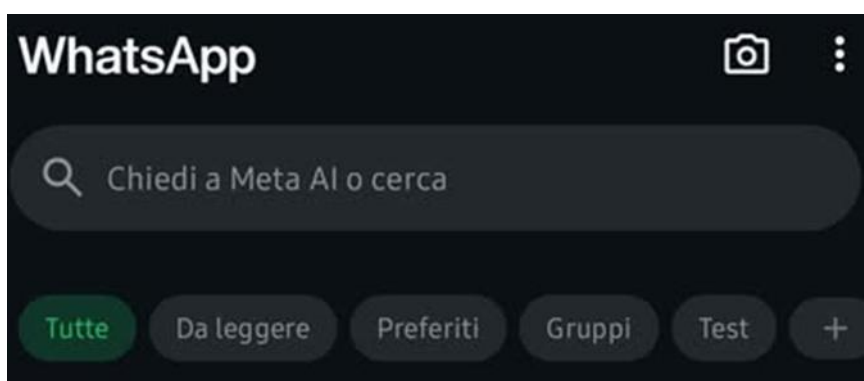 WhatsApp
Chiedi a Meta AI o cerca
Tutte Da leggere Preferiti Gruppi Test +